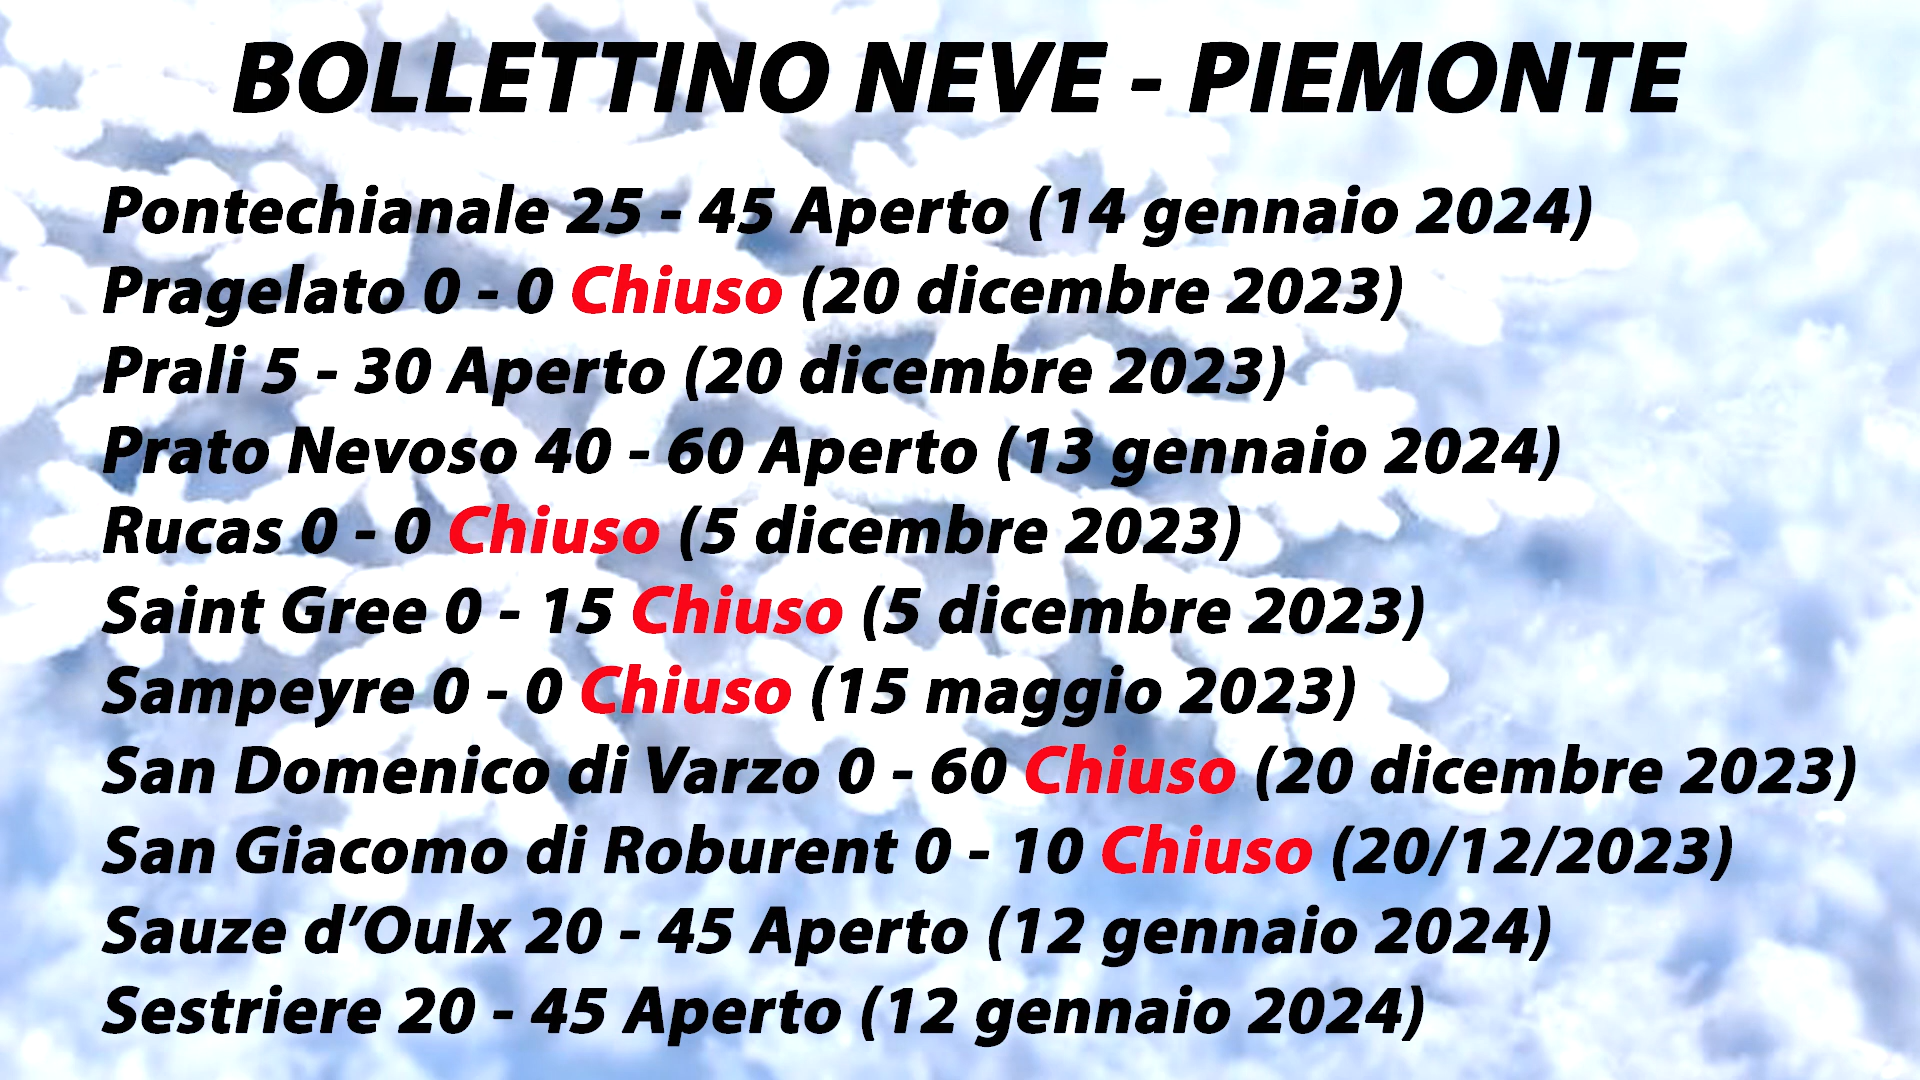 BOLLETTINO NEVE - PIEMONTE
Pontechianale 25 - 45 Aperto (14 gennaio 2024)
Pragelato 0 - 0 Chiuso (20 dicembre 2023)
Prali 5 - 30 Aperto (20 dicembre 2023)
Prato Nevoso 40 - 60 Aperto (13 gennaio 2024)
Rucas 0 - 0 Chiuso (5 dicembre 2023)
Saint Gree 0 - 15 Chiuso (5 dicembre 2023)
Sampeyre 0 - 0 Chiuso (15 maggio 2023)
San Domenico di Varzo 0 - 60 Chiuso (20 dicembre 2023)
San Giacomo di Roburent 0 - 10 Chiuso (20/12/2023)
Sauze d’Oulx 20 - 45 Aperto (12 gennaio 2024)
Sestriere 20 - 45 Aperto (12 gennaio 2024)